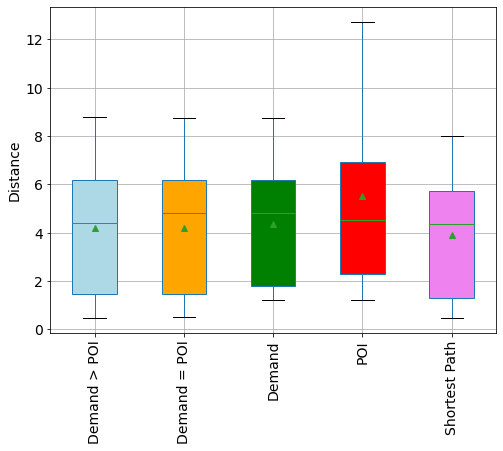 Distance
12
10
8
6
4
2
0
Demand > POI
Demand = POI
Demand
POI
Shortest Path